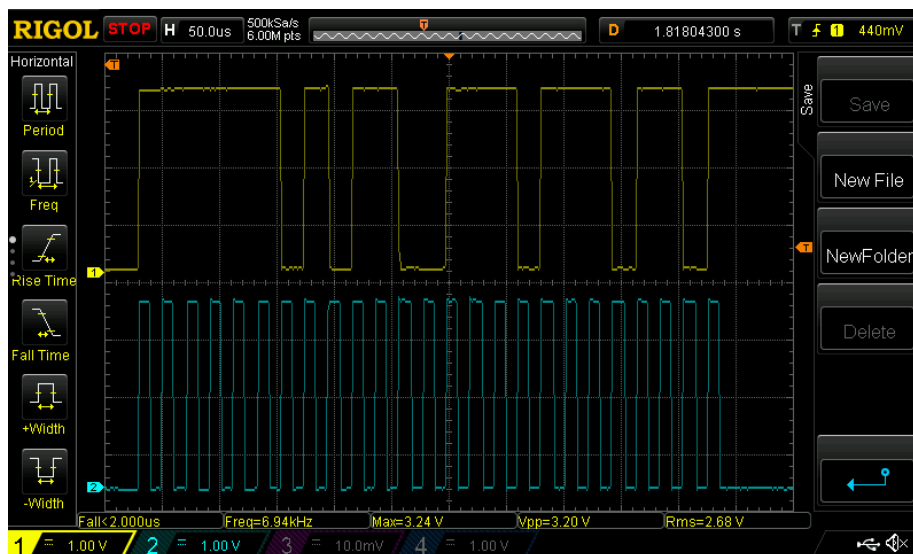 RIGOL STOP H 50.0us 500kSa/s 6.00M pts T D 1.81804300 s T 1 440mV
Horizontal
Period
Freq
Rise Time
Fall Time
+Width
-Width
T
1
T
2
Save
Save
New File
NewFolder
Delete
Fall<2.000us Freq=6.94kHz Max=3.24 V Vpp=3.20 V Rms=2.68 V
1 = 1.00 V 2 = 1.00 V 3 = 10.0mV 4 = 1.00 V